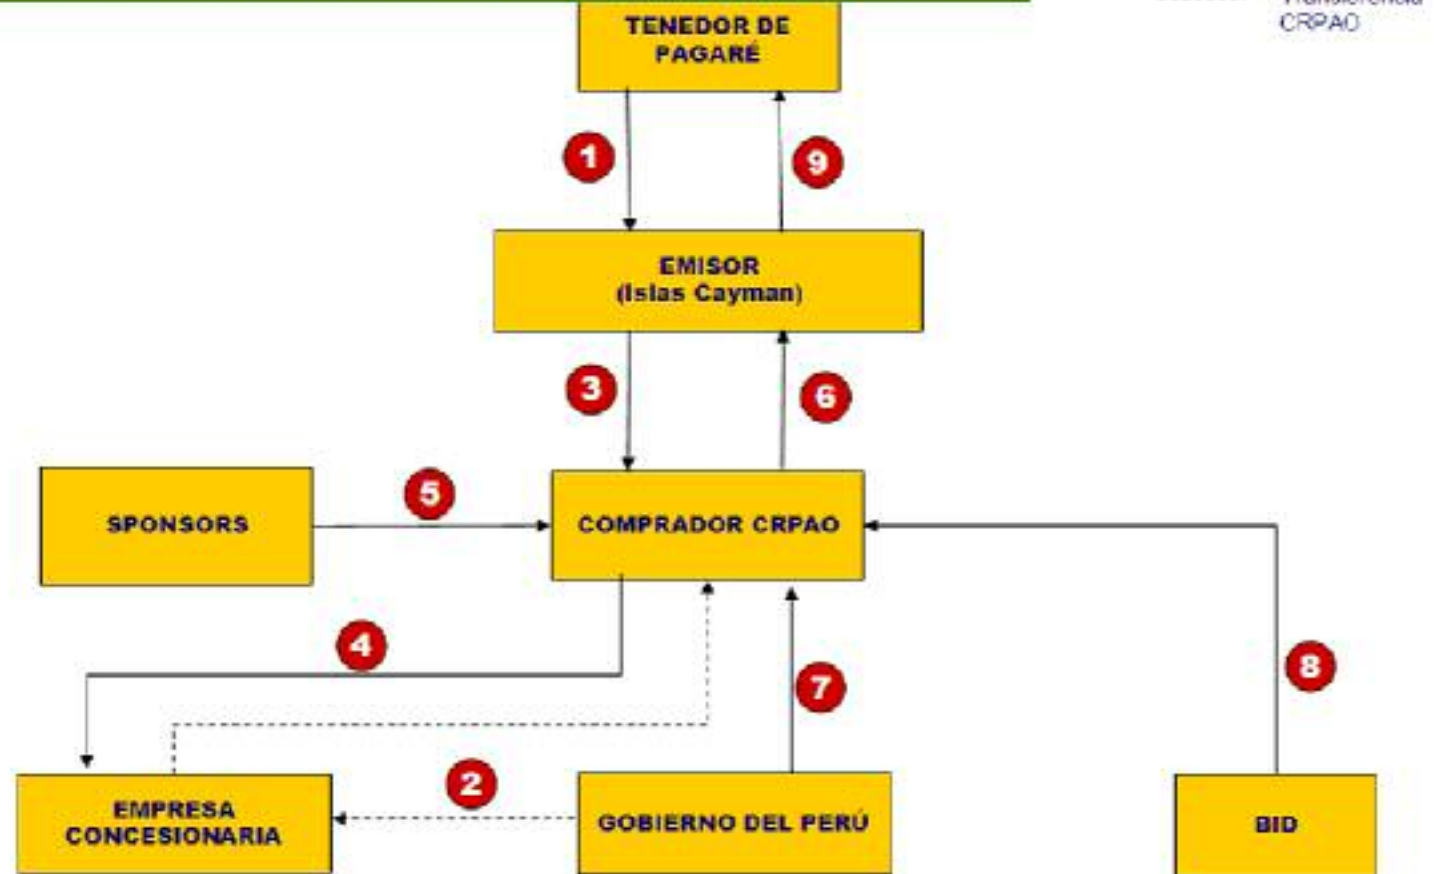 CRPAO
TENEDOR DE
PAGARÉ
1
9
EMISOR
(Islas Cayman)
3
6
SPONSORS
5
COMPRADOR CRPAO
4
7
8
2
EMPRESA
CONCESIONARIA
GOBIERNO DEL PERÚ
BID